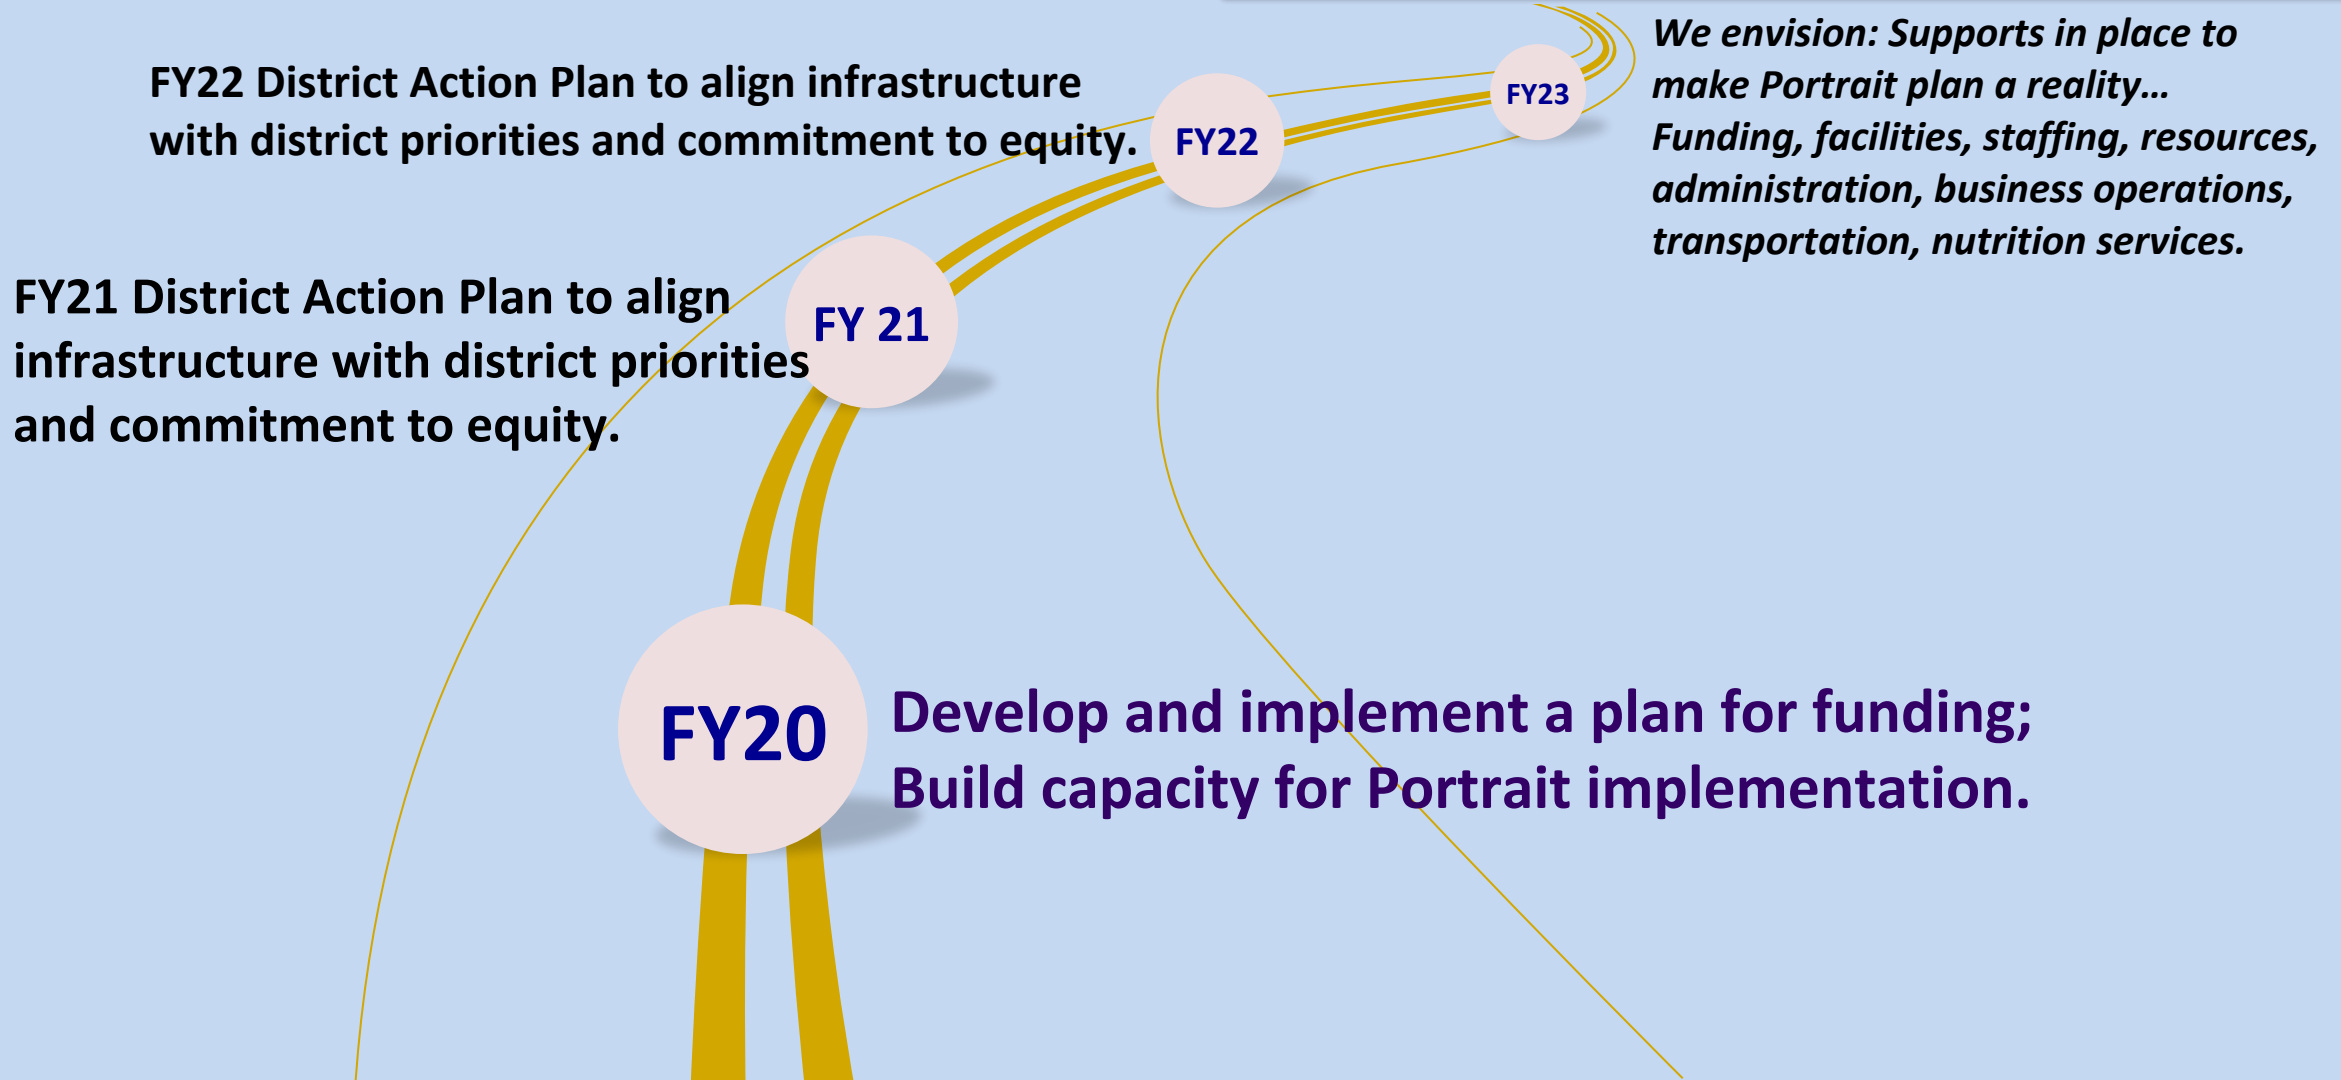 We envision: Supports in place to
make Portrait plan a reality…
Funding, facilities, staffing, resources,
administration, business operations,
transportation, nutrition services.
FY23
FY22 District Action Plan to align infrastructure
with district priorities and commitment to equity.
FY22
FY21 District Action Plan to align
infrastructure with district priorities
and commitment to equity.
FY 21
FY20
Develop and implement a plan for funding;
Build capacity for Portrait implementation.